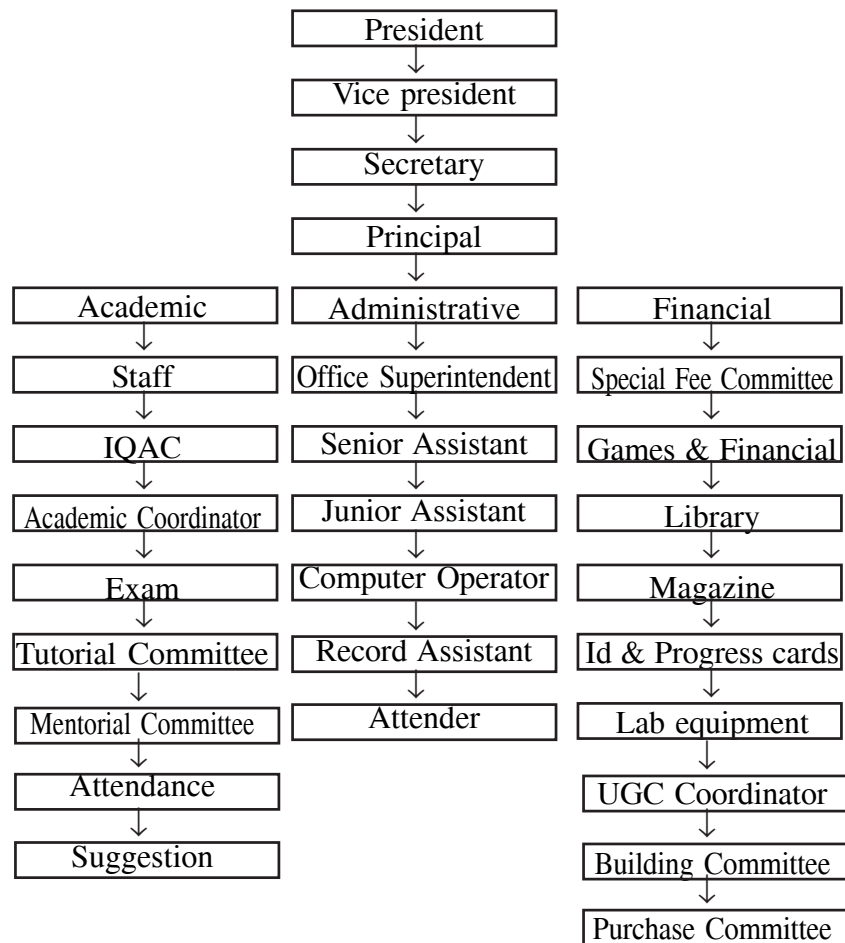 President
Vice president
Secretary
Principal
Academic
Administrative
Financial
Staff
Office Superintendent
Special Fee Committee
IQAC
Senior Assistant
Games & Financial
Academic Coordinator
Junior Assistant
Library
Exam
Computer Operator
Magazine
Tutorial Committee
Record Assistant
Id & Progress cards
Mentorial Committee
Attender
Lab equipment
Attendance
UGC Coordinator
Suggestion
Building Committee
Purchase Committee